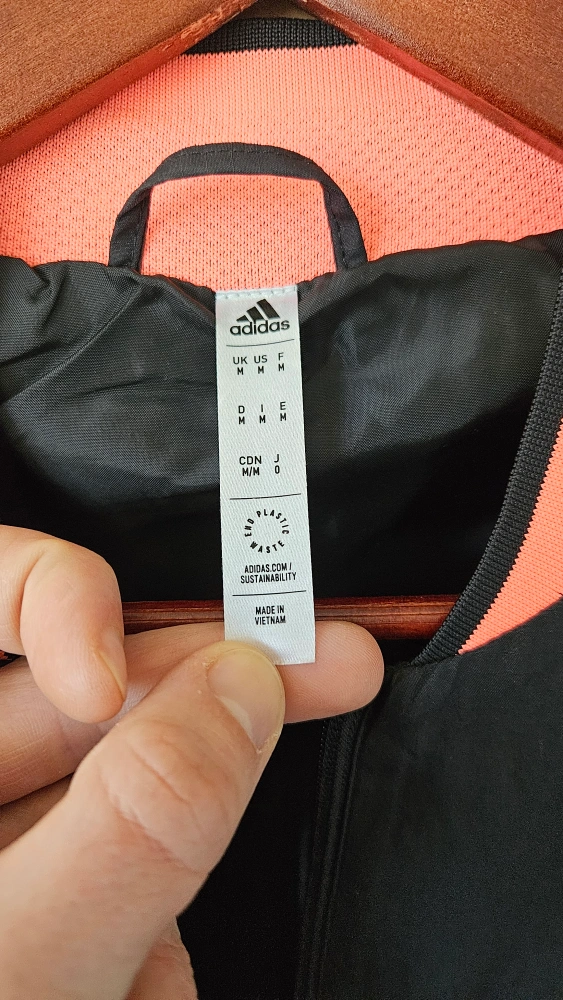 adidas
UK US F
M M M
D I E
M M M
CDN J
M/M O
END PLASTIC WASTE
ADIDAS.COM/
SUSTAINABILITY
MADE IN
VIETNAM